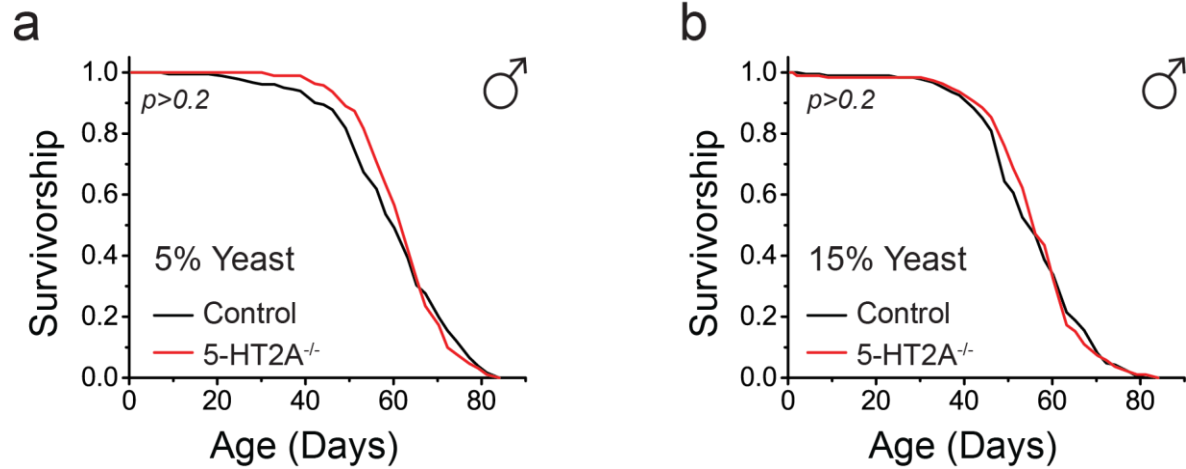 a
1.0
0.8
0.6
0.4
0.2
0.0
Survivorship
p>0.2
5% Yeast
Control
5-HT2A-/-
0 20 40 60 80
Age (Days)
b
1.0
0.8
0.6
0.4
0.2
0.0
Survivorship
p>0.2
15% Yeast
Control
5-HT2A-/-
0 20 40 60 80
Age (Days)